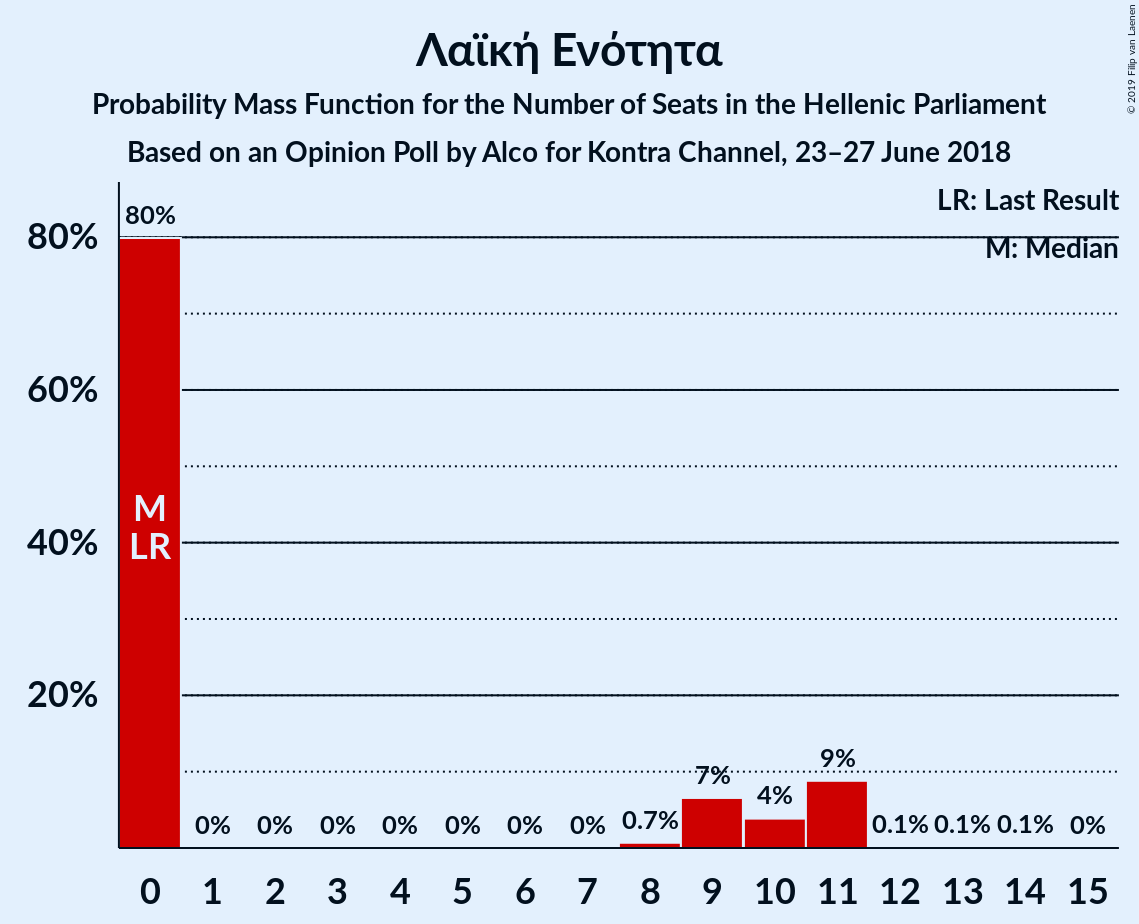 Λαϊκή Ενότητα
Probability Mass Function for the Number of Seats in the Hellenic Parliament
Based on an Opinion Poll by Alco for Kontra Channel, 23–27 June 2018
© 2019 Filip van Laenen
LR: Last Result
M: Median
80%
60%
40%
20%
80%
M
LR
0%
0%
0%
0%
0%
0%
0%
0.7%
7%
4%
9%
0.1%
0.1%
0.1%
0%
0 1 2 3 4 5 6 7 8 9 10 11 12 13 14 15